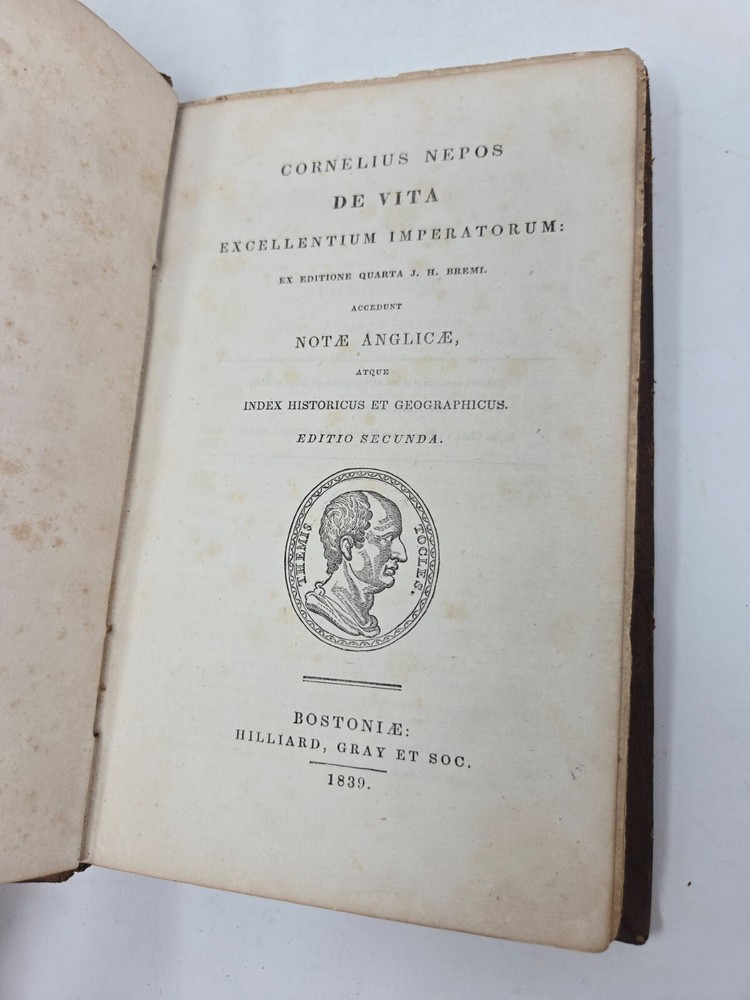 CORNELIUS NEPOS
DE VITA
EXCELLENTIUM IMPERATORUM:
EX EDITIONE QUARTA J. H. BREMI.
ACCEDUNT
NOTÆ ANGLICÆ,
ATQUE
INDEX HISTORICUS ET GEOGRAPHICUS.
EDITIO SECUNDA.
THEMIS TOCLES.
BOSTONIÆ:
HILLIARD, GRAY ET SOC.
1839.